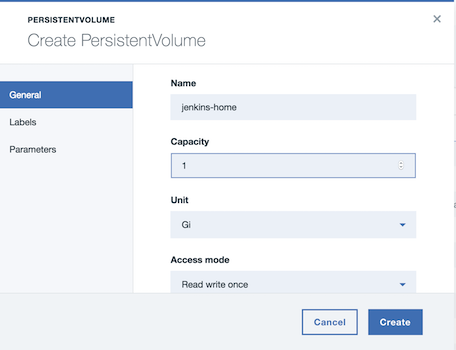 PERSISTENTVOLUME
Create PersistentVolume
General
Labels
Parameters
Name
jenkins-home
Capacity
1
Unit
Gi
Access mode
Read write once
Cancel
Create